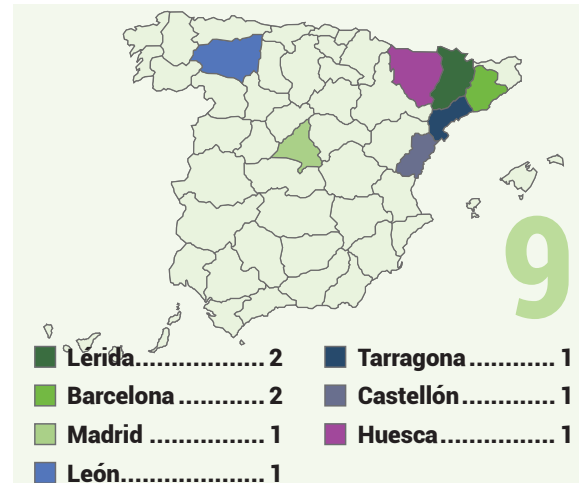 9
Lérida.................. 2
Barcelona ............. 2
Madrid ................. 1
León.................... 1
Tarragona ............ 1
Castellón.............. 1
Huesca................ 1